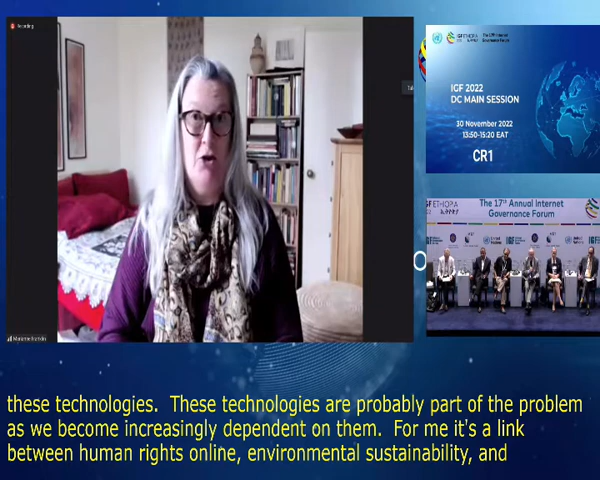 Recording
IGF 2022
DC MAIN SESSION
30 November 2022
13:50-15:20 EAT
CR1
The 17th Annual Internet
Governance Forum
these technologies.  These technologies are probably part of the problem
as we become increasingly dependent on them.  For me it's a link
between human rights online, environmental sustainability, and